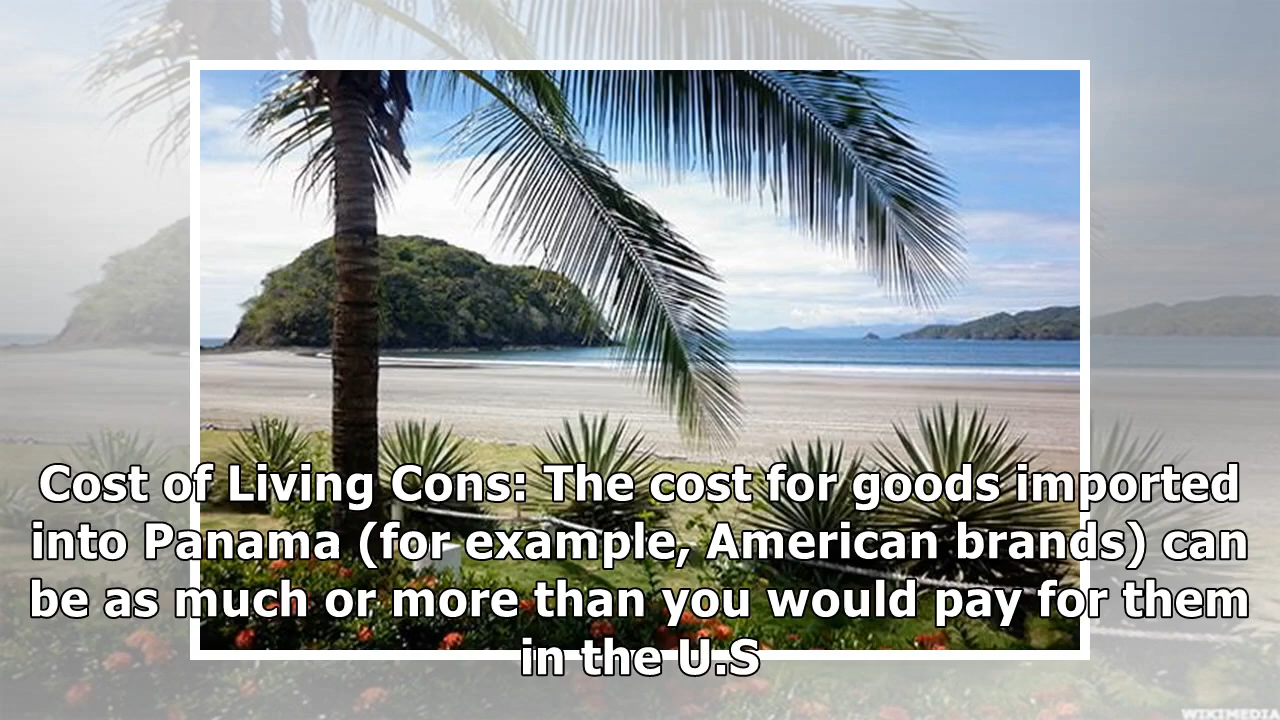 Cost of Living Cons: The cost for goods imported
into Panama (for example, American brands) can
be as much or more than you would pay for them
in the U.S
WIKIMEDIA